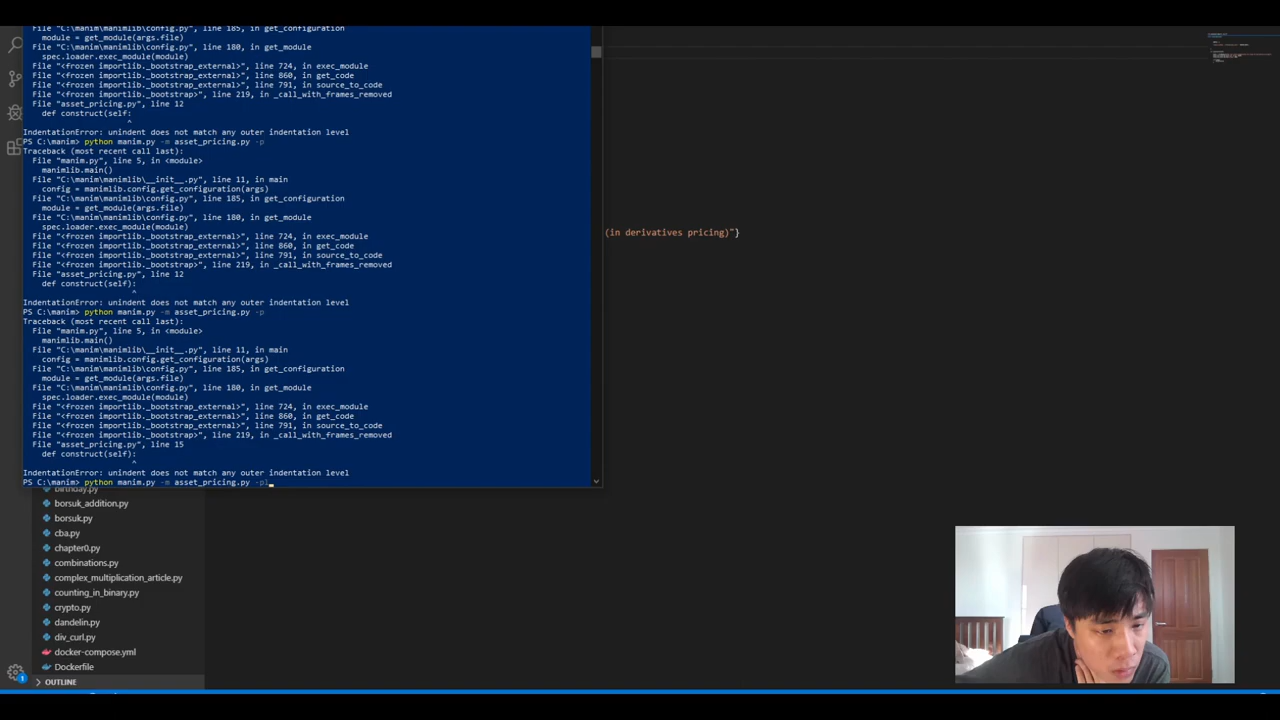 File "C:\manim\manimlib\config.py", line 185, in get_configuration
module = get_module(args.file)
File "C:\manim\manimlib\config.py", line 180, in get_module
spec.loader.exec_module(module)
File "<frozen importlib._bootstrap_external>", line 724, in exec_module
File "<frozen importlib._bootstrap_external>", line 860, in get_code
File "<frozen importlib._bootstrap_external>", line 791, in source_to_code
File "<frozen importlib._bootstrap>", line 219, in _call_with_frames_removed
File "asset_pricing.py", line 12
def construct(self:
^
IndentationError: unindent does not match any outer indentation level
PS C:\manim> python manim.py -m asset_pricing.py -p
Traceback (most recent call last):
File "manim.py", line 5, in <module>
manimlib.main()
File "C:\manim\manimlib\__init__.py", line 11, in main
config = manimlib.config.get_configuration(args)
File "C:\manim\manimlib\config.py", line 185, in get_configuration
module = get_module(args.file)
File "C:\manim\manimlib\config.py", line 180, in get_module
spec.loader.exec_module(module)
File "<frozen importlib._bootstrap_external>", line 724, in exec_module
File "<frozen importlib._bootstrap_external>", line 860, in get_code
File "<frozen importlib._bootstrap_external>", line 791, in source_to_code
File "<frozen importlib._bootstrap>", line 219, in _call_with_frames_removed
File "asset_pricing.py", line 12
def construct(self):
^
IndentationError: unindent does not match any outer indentation level
PS C:\manim> python manim.py -m asset_pricing.py -p
Traceback (most recent call last):
File "manim.py", line 5, in <module>
manimlib.main()
File "C:\manim\manimlib\__init__.py", line 11, in main
config = manimlib.config.get_configuration(args)
File "C:\manim\manimlib\config.py", line 185, in get_configuration
module = get_module(args.file)
File "C:\manim\manimlib\config.py", line 180, in get_module
spec.loader.exec_module(module)
File "<frozen importlib._bootstrap_external>", line 724, in exec_module
File "<frozen importlib._bootstrap_external>", line 860, in get_code
File "<frozen importlib._bootstrap_external>", line 791, in source_to_code
File "<frozen importlib._bootstrap>", line 219, in _call_with_frames_removed
File "asset_pricing.py", line 15
def construct(self):
^
IndentationError: unindent does not match any outer indentation level
PS C:\manim> python manim.py -m asset_pricing.py -pl
(in derivatives pricing)"}
birthday.py
borsuk_addition.py
borsuk.py
cba.py
chapter0.py
combinations.py
complex_multiplication_article.py
counting_in_binary.py
crypto.py
dandelin.py
div_curl.py
docker-compose.yml
Dockerfile
OUTLINE
1